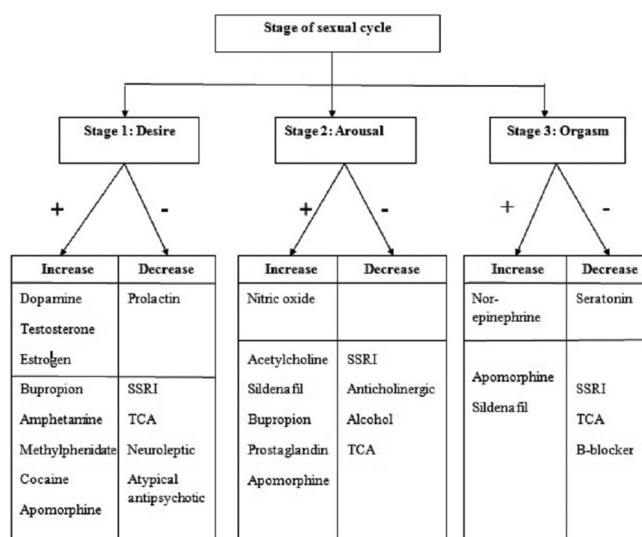 Stage of sexual cycle
Stage 1: Desire
Stage 2: Arousal
Stage 3: Orgasm
+
-
+
-
+
-
Increase
Decrease
Dopamine
Testosterone
Estrogen
Prolactin
Bupropion
Amphetamine
Methylphenidate
Cocaine
Apomorphine
SSRI
TCA
Neuroleptic
Atypical
antipsychotic
Increase
Decrease
Nitric oxide
Acetylcholine
Sildenafil
Bupropion
Prostaglandin
Apomorphine
SSRI
Anticholinergic
Alcohol
TCA
Increase
Decrease
Nor-
epinephrine
Seratonin
Apomorphine
Sildenafil
SSRI
TCA
B-blocker